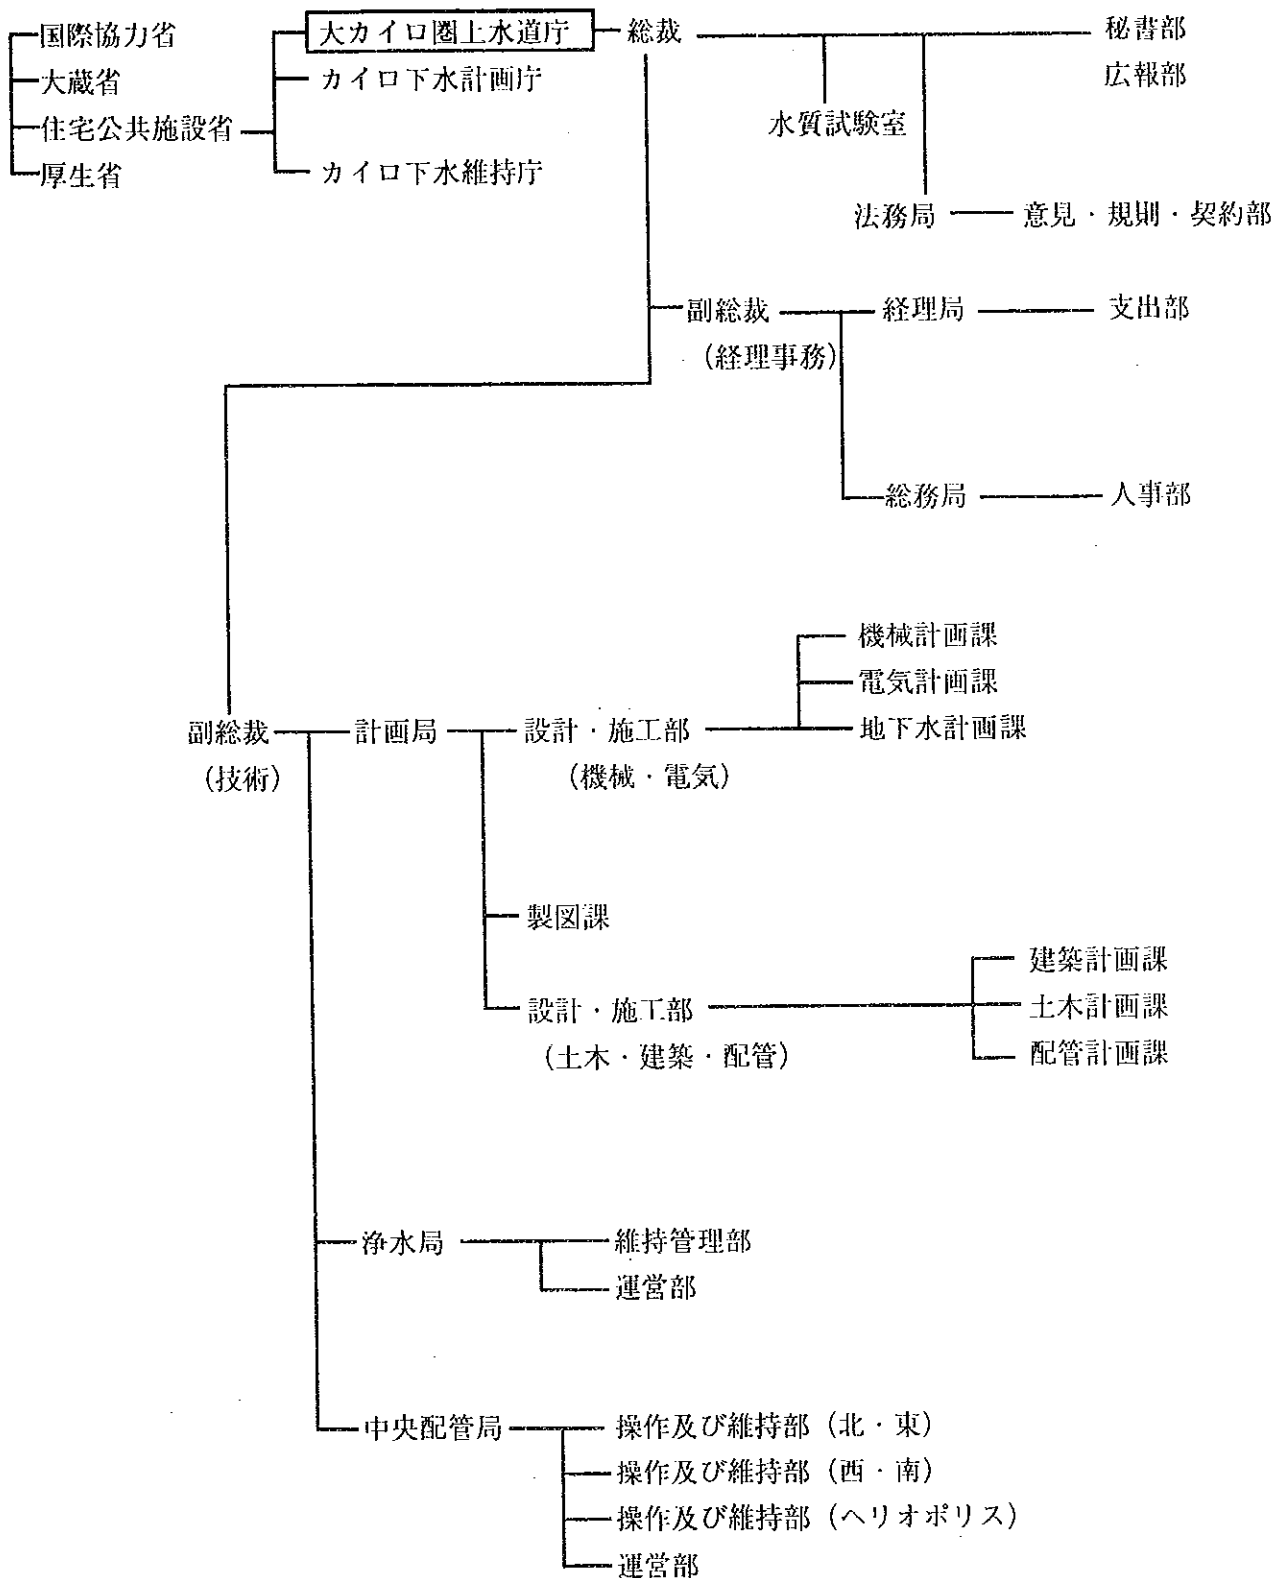 国際協力省
大蔵省
住宅公共施設省
厚生省
大カイロ圏上水道庁
カイロ下水計画庁
カイロ下水維持庁
総裁
秘書部
広報部
水質試験室
法務局
意見・規則・契約部
副総裁
(経理事務)
経理局
支出部
総務局
人事部
副総裁
(技術)
計画局
設計・施工部
(機械・電気)
機械計画課
電気計画課
地下水計画課
製図課
設計・施工部
(土木・建築・配管)
建築計画課
土木計画課
配管計画課
浄水局
維持管理部
運営部
中央配管局
操作及び維持部(北・東)
操作及び維持部(西・南)
操作及び維持部(ヘリオポリス)
運営部